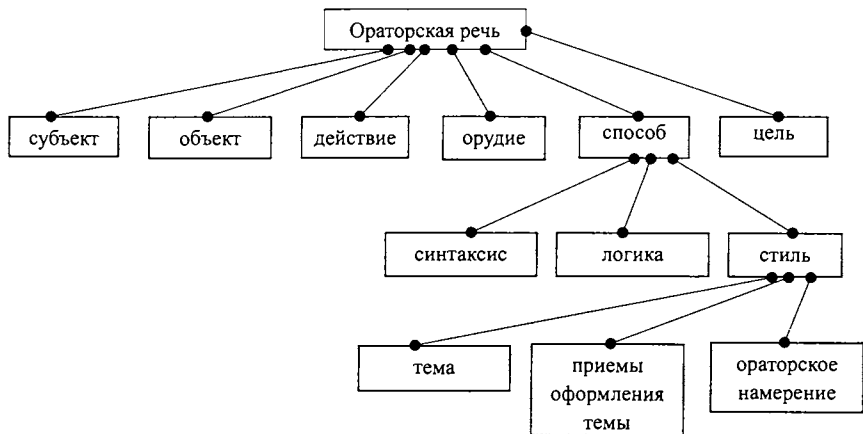 Ораторская речь
субъект
объект
действие
орудие
способ
цель
синтаксис
логика
стиль
тема
приемы
оформления
темы
ораторское
намерение